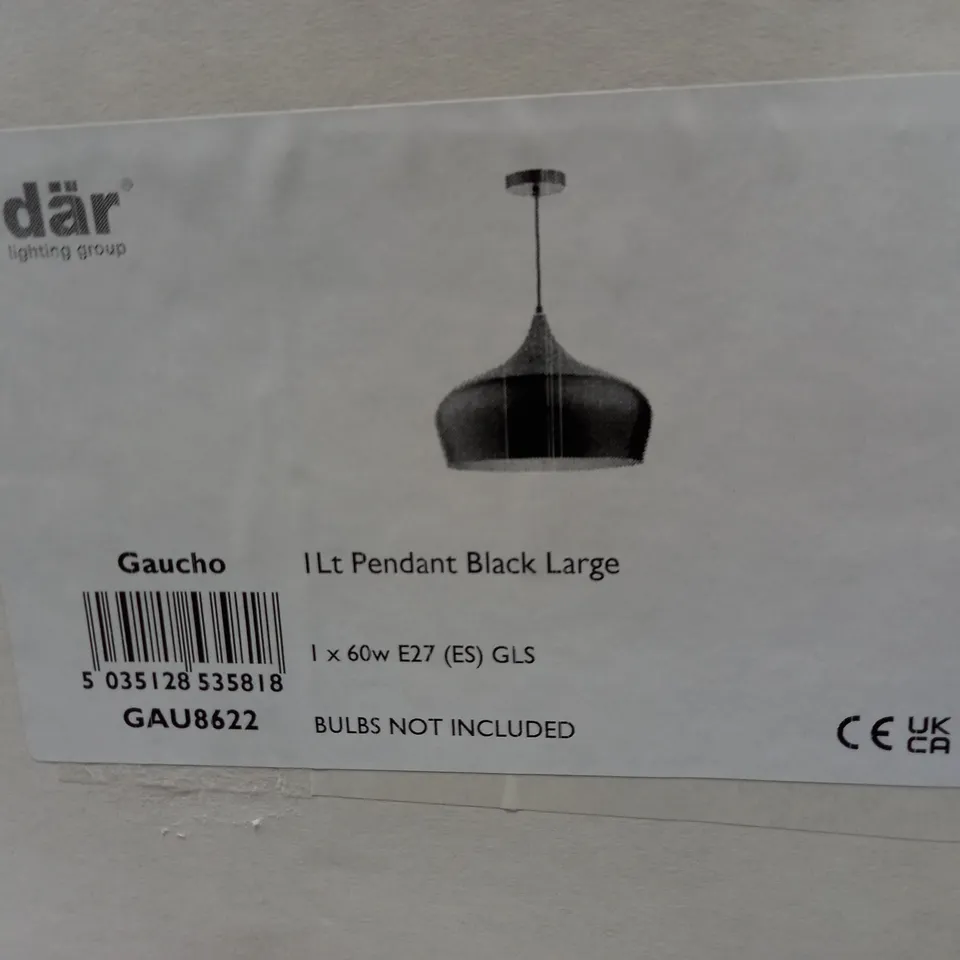 där®
lighting group
Gaucho
1Lt Pendant Black Large
1 x 60w E27 (ES) GLS
5 035128 535818
GAU8622
BULBS NOT INCLUDED
CE UK
CA